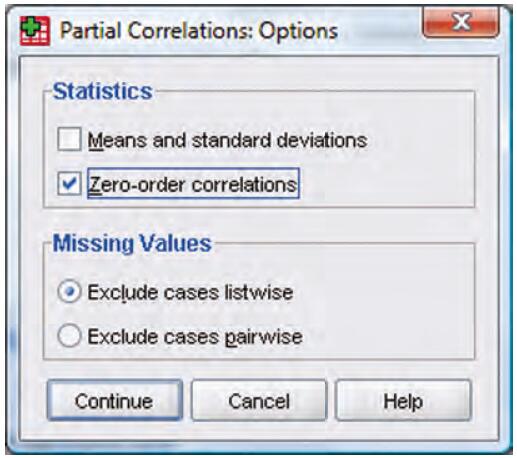 Partial Correlations: Options
Statistics
Means and standard deviations
Zero-order correlations
Missing Values
Exclude cases listwise
Exclude cases pairwise
Continue
Cancel
Help